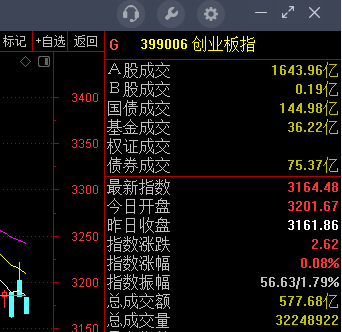 标记 +自选 返回
G 399006 创业板指
A股成交 1643.96亿
B股成交 0.19亿
国债成交 144.98亿
基金成交 36.22亿
权证成交
债券成交 75.37亿
最新指数 3164.48
今日开盘 3201.67
昨日收盘 3161.86
指数涨跌 2.62
指数涨幅 0.08%
指数振幅 56.63/1.79%
总成交额 577.68亿
总成交量 32248922
3400
3350
3300
3250
3200
3150